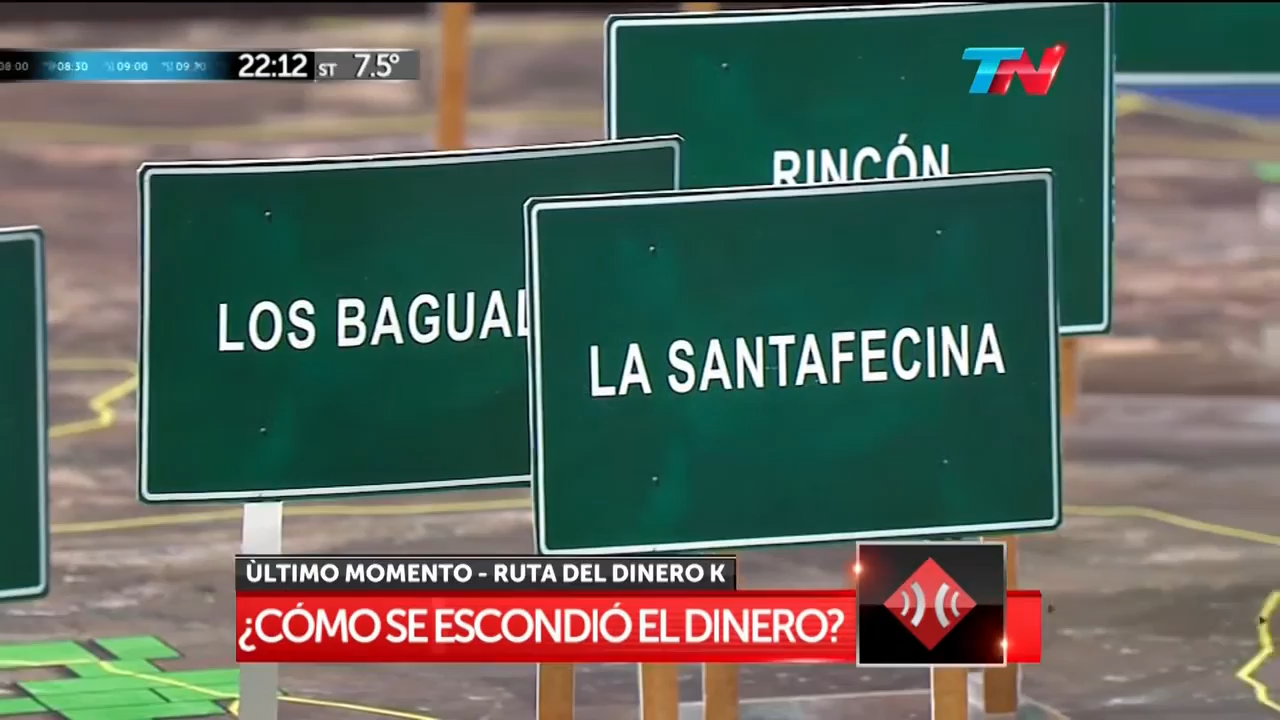 08:00 08:30 09:00 09:30
22:12 ST 7.5°
TN
RINCÓN
LOS BAGUAL
LA SANTAFECINA
ÙLTIMO MOMENTO - RUTA DEL DINERO K
¿CÓMO SE ESCONDIÓ EL DINERO?